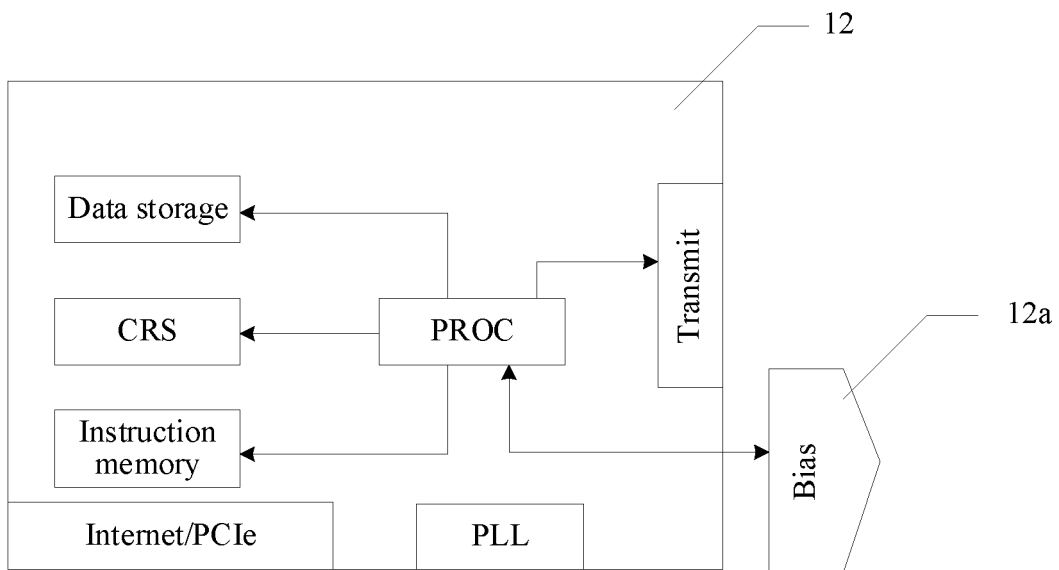 12
Data storage
Transmit
CRS
PROC
12a
Instruction
memory
Bias
Internet/PCIe
PLL